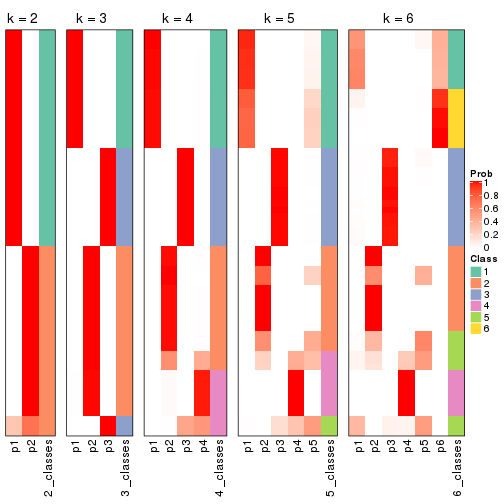 k = 2
k = 3
k = 4
k = 5
k = 6
p1
p2
2_classes
p1
p2
p3
3_classes
p1
p2
p3
p4
4_classes
p1
p2
p3
p4
p5
5_classes
p1
p2
p3
p4
p5
p6
6_classes
Prob
1
0.8
0.6
0.4
0.2
0
Class
1
2
3
4
5
6